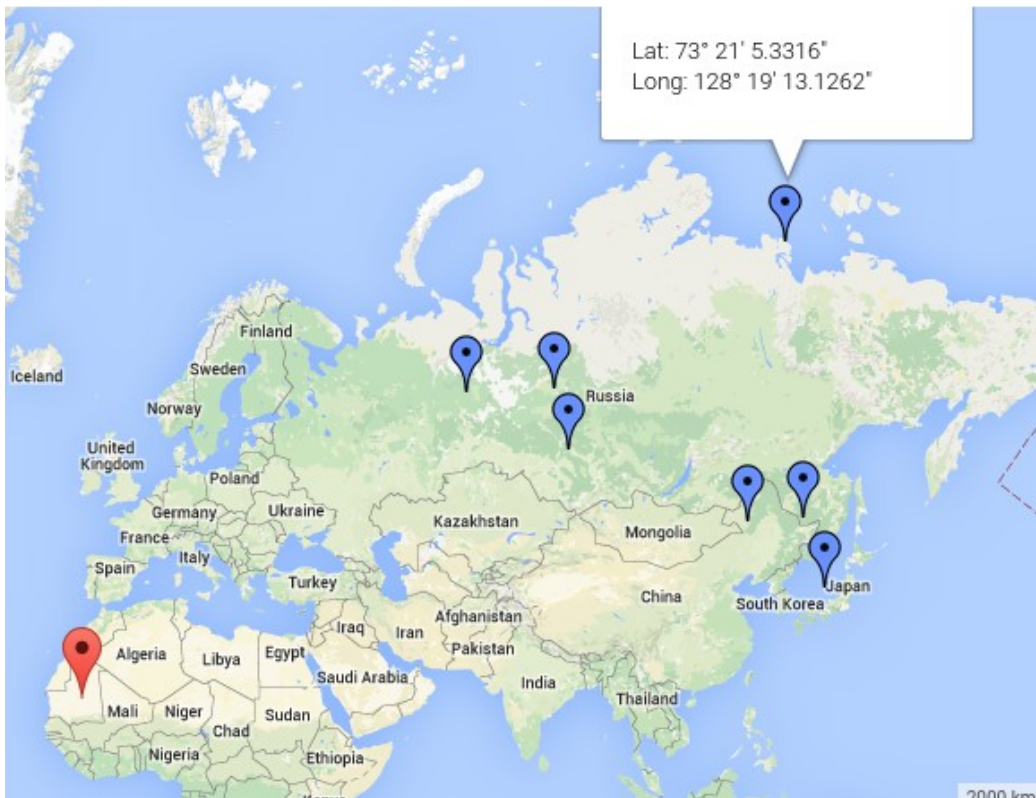 Lat: 73° 21' 5.3316"
Long: 128° 19' 13.1262"
Finland
Iceland
Sweden
Russia
Norway
United
Kingdom
Poland
Germany
Ukraine
Kazakhstan
Mongolia
France
Italy
Spain
Turkey
China
Japan
South Korea
Afghanistan
Iraq
Iran
Pakistan
Algeria
Libya
Egypt
Saudi Arabia
India
Thailand
Mali
Niger
Sudan
Chad
Nigeria
Ethiopia
2000 km